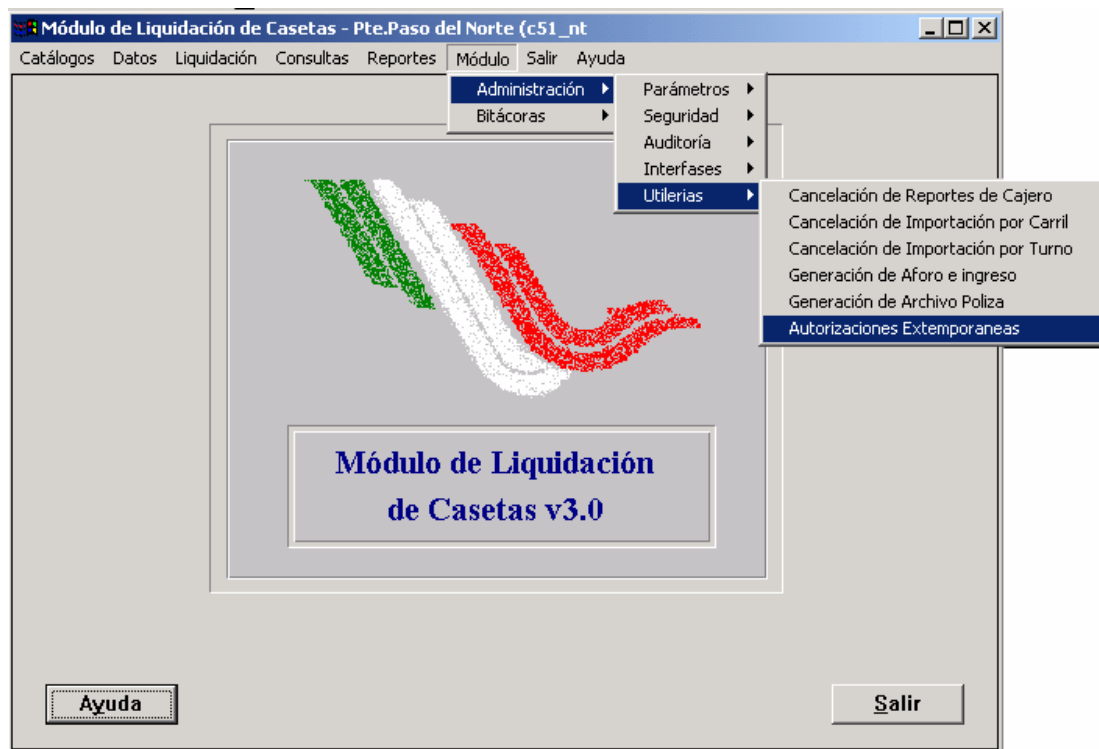 Módulo de Liquidación de Casetas - Pte.Paso del Norte (c51_nt
Catálogos Datos Liquidación Consultas Reportes Módulo Salir Ayuda
Administración
Bitácoras
Parámetros
Seguridad
Auditoría
Interfases
Utilerias
Cancelación de Reportes de Cajero
Cancelación de Importación por Carril
Cancelación de Importación por Turno
Generación de Aforo e ingreso
Generación de Archivo Poliza
Autorizaciones Extemporaneas
Módulo de Liquidación
de Casetas v3.0
Ayuda
Salir